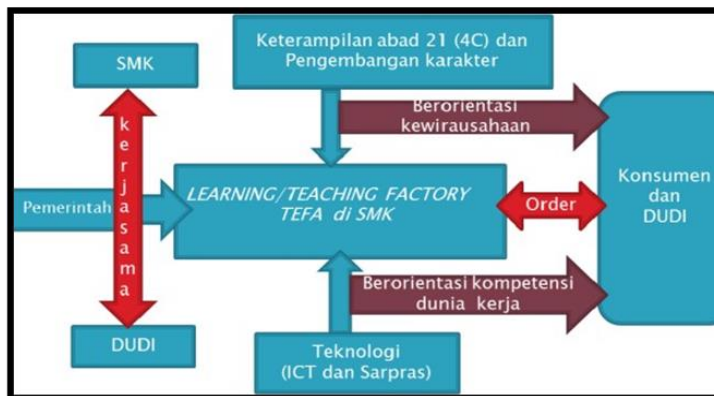 SMK
Keterampilan abad 21 (4C) dan
Pengembangan karakter
kerjasama
Berorientasi
kewirausahaan
Pemerintah
LEARNING/TEACHING FACTORY
TEFA di SMK
Order
Konsumen
dan
DUDI
Berorientasi kompetensi
dunia kerja
DUDI
Teknologi
(ICT dan Sarpras)